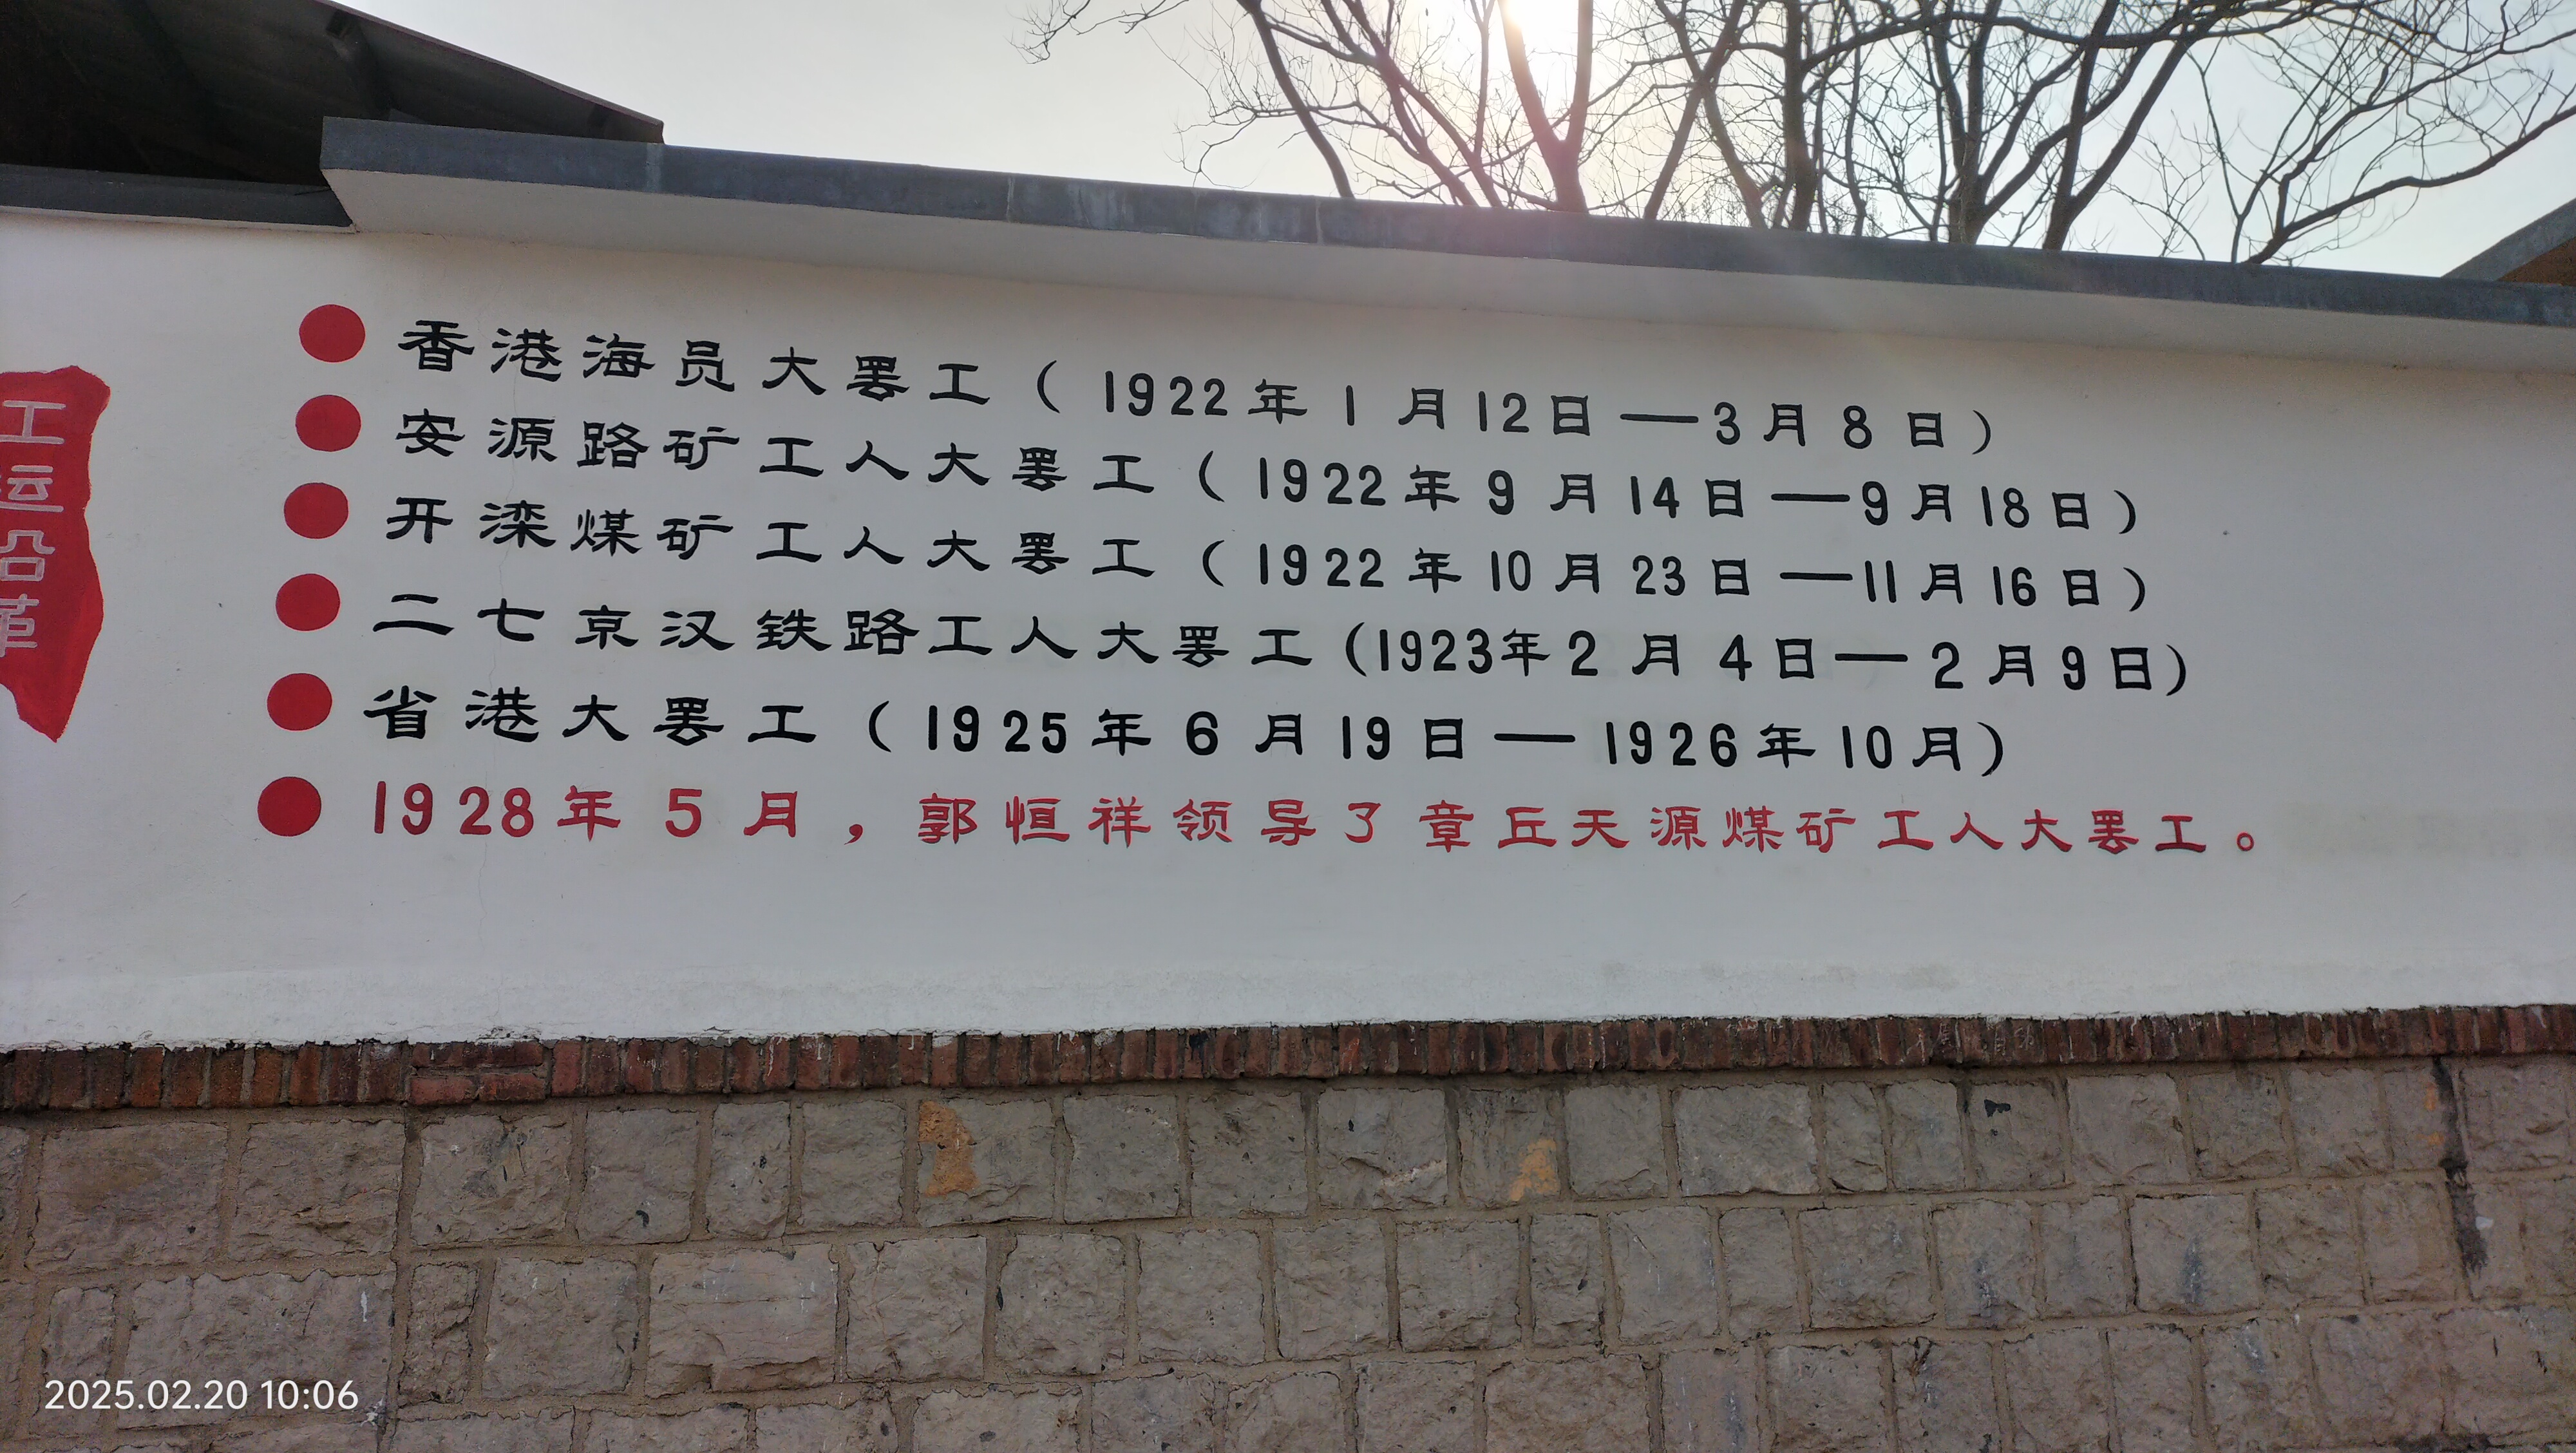 工运沿革
●香港海员大罢工(1922年1月12日—3月8日)
●安源路矿工人大罢工(1922年9月14日—9月18日)
●开滦煤矿工人大罢工(1922年10月23日—11月16日)
●二七京汉铁路工人大罢工(1923年2月4日—2月9日)
●省港大罢工(1925年6月19日—1926年10月)
●1928年5月，郭恒祥领导了章丘天源煤矿工人大罢工。
2025.02.20 10:06